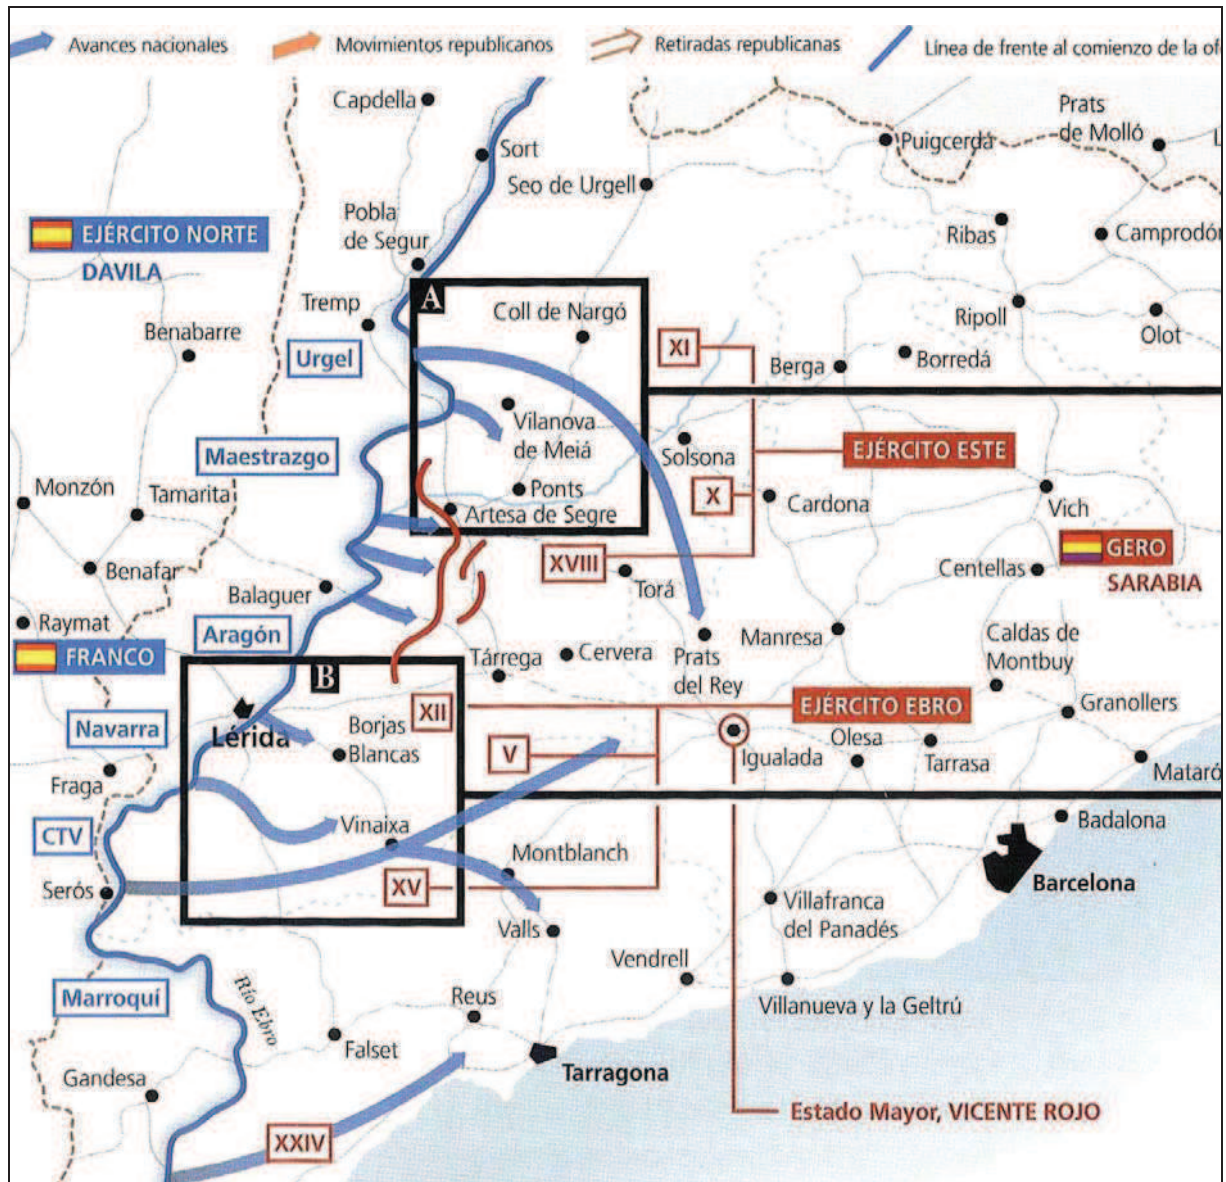 Avances nacionales
Movimientos republicanos
Retiradas republicanas
Línea de frente al comienzo de la ofe
Capdella
Sort
Seo de Urgell
Puigcerdá
Prats
de Molló
L
EJÉRCITO NORTE
DAVILA
Pobla
de Segur
Ribas
Camprodón
A
Tremp
Coll de Nargó
Benabarre
Urgel
XI
Ripoll
Olot
Berga
Borredá
Vilanova
de Meiá
Maestrazgo
Solsona
EJÉRCITO ESTE
Monzón
Tamarita
Ponts
X
Cardona
Vich
Artesa de Segre
GERO
SARABIA
Benafar
XVIII
Centellas
Balaguer
Torá
Raymat
Aragón
Manresa
Caldas de
Montbuy
FRANCO
B
Tárrega
Cervera
Prats
del Rey
XII
EJÉRCITO EBRO
Granollers
Navarra
Lérida
Borjas
Blancas
V
Igualada
Olesa
Tarrasa
Mataró
Fraga
CTV
Vinaixa
Badalona
Montblanch
Serós
XV
Barcelona
Villafranca
del Panadés
Valls
Vendrell
Marroquí
Río Ebro
Reus
Villanueva y la Geltrú
Falset
Gandesa
Tarragona
Estado Mayor, VICENTE ROJO
XXIV